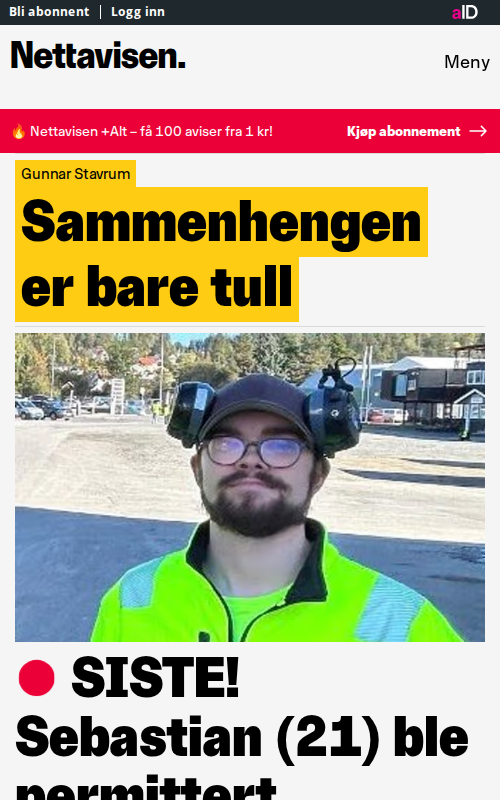 Bli abonnent | Logg inn
aID
Nettavisen.
Meny
🔥 Nettavisen +Alt – få 100 aviser fra 1 kr!
Kjøp abonnement →
Gunnar Stavrum
Sammenhengen
er bare tull
SISTE!
Sebastian (21) ble
permittert